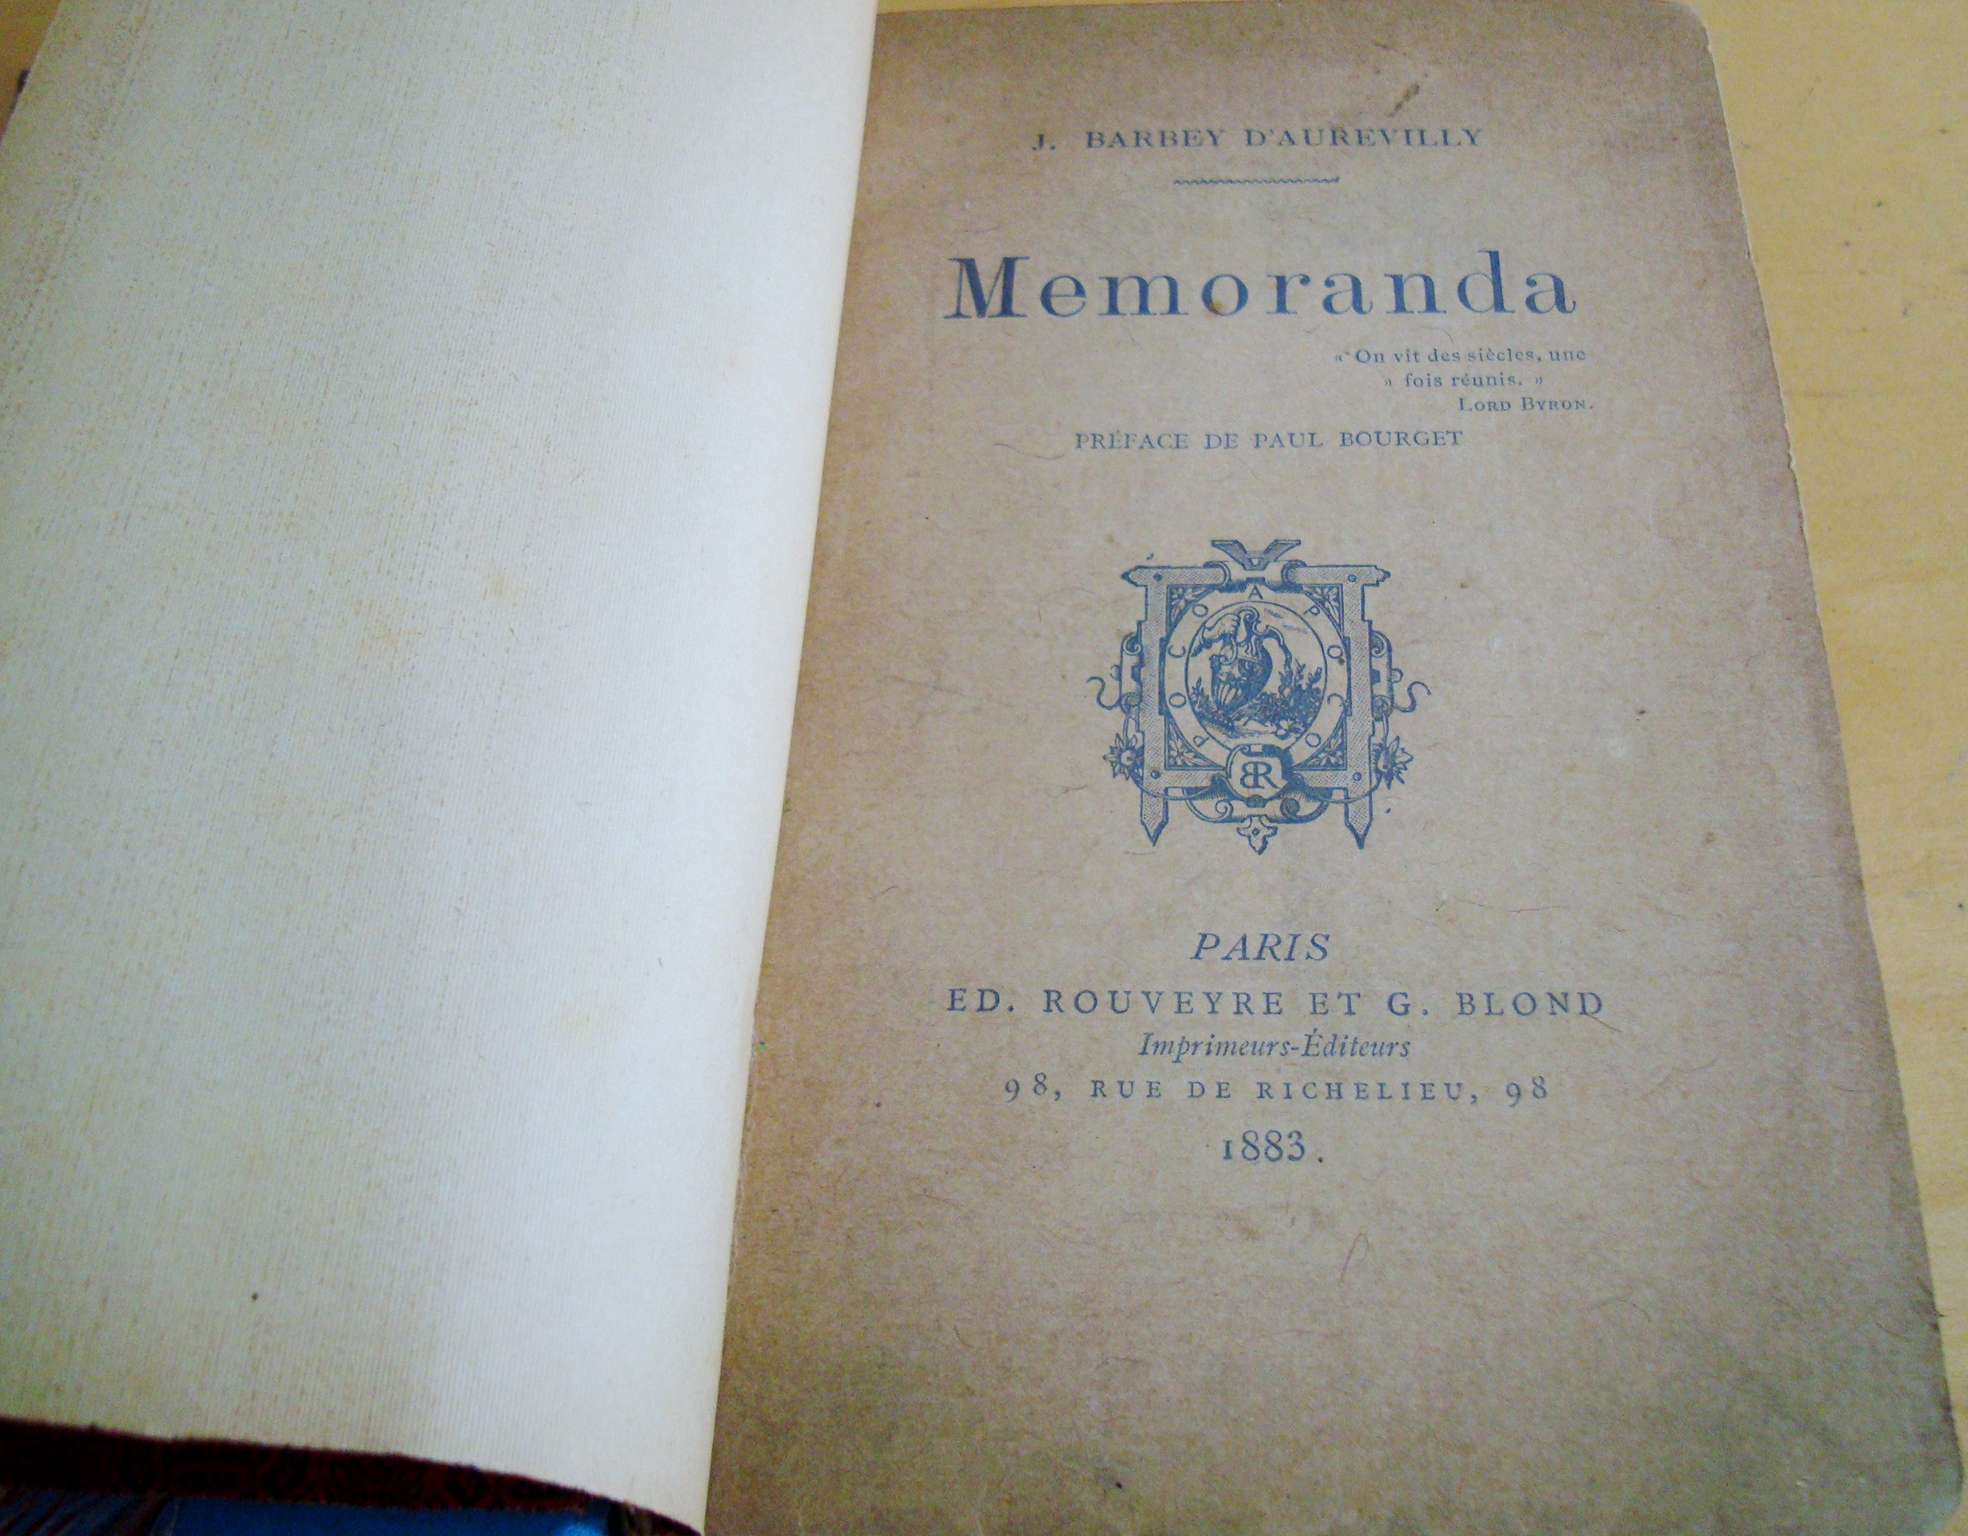 J. BARBEY D'AUREVILLY
Memoranda
« On vit des siècles, une
» fois réunis. »
LORD BYRON.
PRÉFACE DE PAUL BOURGET
BR
PARIS
ED. ROUVEYRE ET G. BLOND
Imprimeurs-Éditeurs
98, RUE DE RICHELIEU, 98
1883.